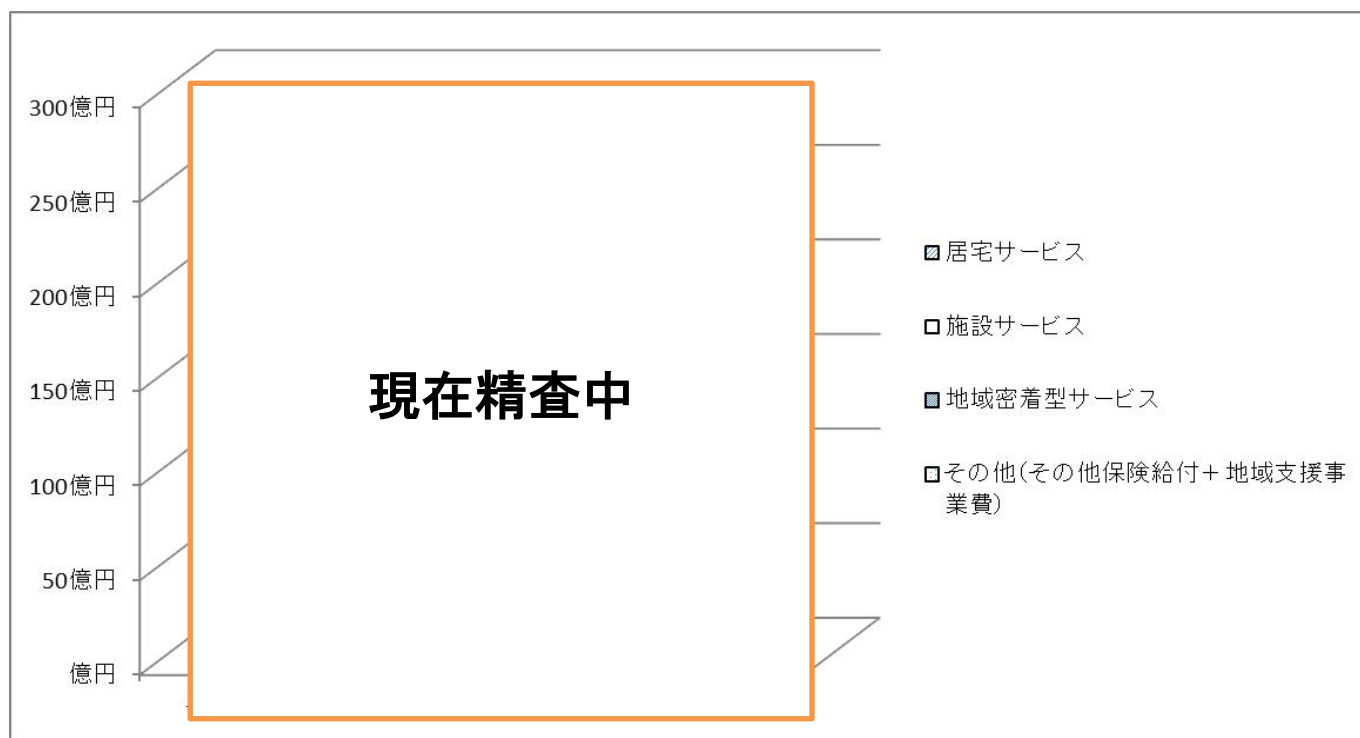 300億円
250億円
200億円
150億円
100億円
50億円
億円
現在精査中
居宅サービス
施設サービス
地域密着型サービス
その他(その他保険給付+地域支援事
業費)